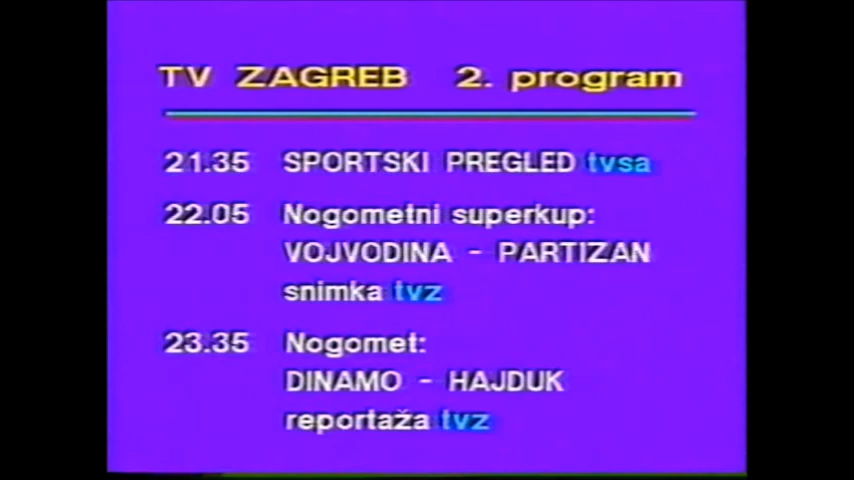 TV ZAGREB 2. program
21.35 SPORTSKI PREGLED tvsa
22.05 Nogometni superkup:
VOJVODINA - PARTIZAN
snimka tvz
23.35 Nogomet:
DINAMO - HAJDUK
reportaža tvz